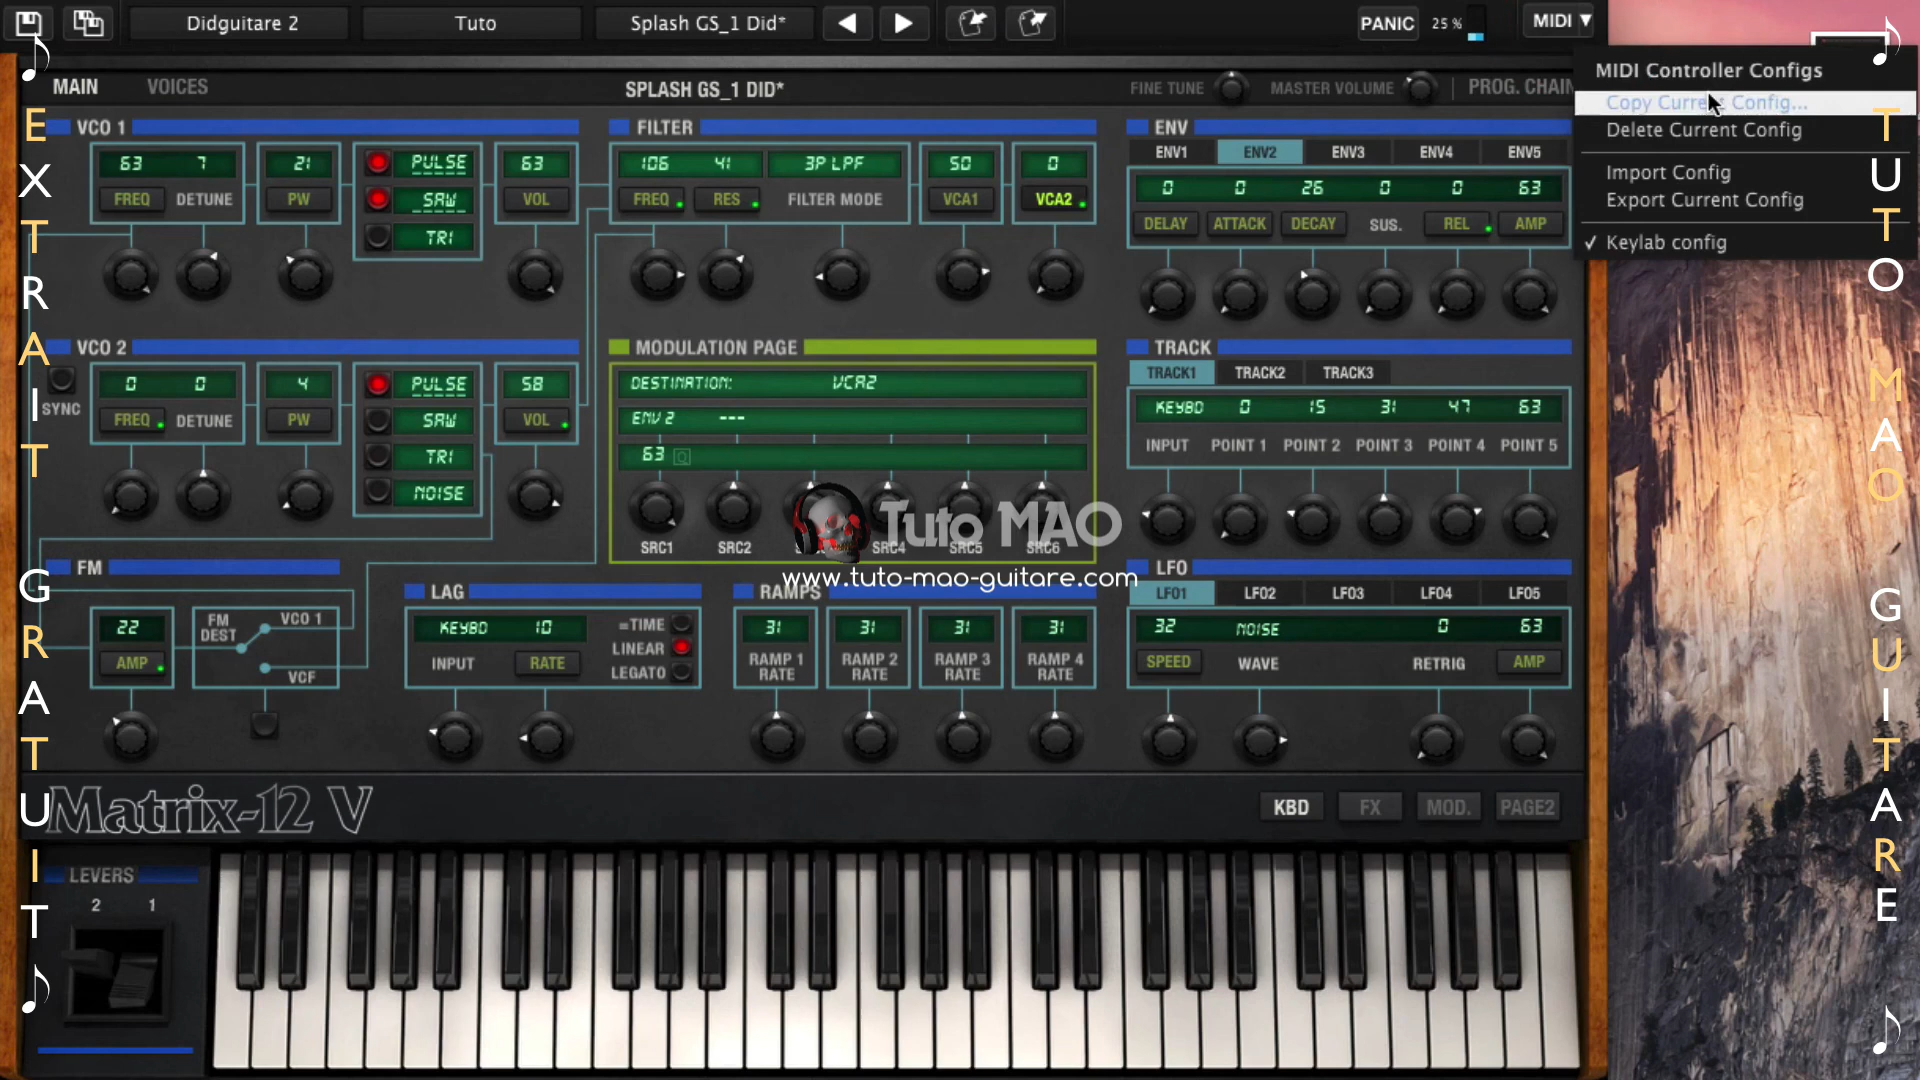 Didguitare 2
Tuto
Splash GS_1 Did*
PANIC
25 %
MIDI ▼
MAIN
VOICES
SPLASH GS_1 DID*
FINE TUNE
MASTER VOLUME
PROG. CHAIN
MIDI Controller Configs
Copy Current Config...
Delete Current Config
Import Config
Export Current Config
✓ Keylab config
VCO 1
63 7
FREQ DETUNE
21
PW
PULSE
SAW
TRI
63
VOL
FILTER
106 41 3P LPF
FREQ RES FILTER MODE
50
VCA1
0
VCA2
ENV
ENV1 ENV2 ENV3 ENV4 ENV5
0 0 26 0 0 63
DELAY ATTACK DECAY SUS. REL AMP
VCO 2
SYNC
0 0
FREQ DETUNE
4
PW
PULSE
SAW
TRI
NOISE
58
VOL
MODULATION PAGE
DESTINATION: VCA2
ENV 2 ---
63 Q
SRC1 SRC2 SRC4 SRC5 SRC6
Tuto MAO
www.tuto-mao-guitare.com
TRACK
TRACK1 TRACK2 TRACK3
KEYBD 0 15 31 47 63
INPUT POINT 1 POINT 2 POINT 3 POINT 4 POINT 5
FM
22
AMP
FM DEST
VCO 1
VCF
LAG
KEYBD 10
INPUT RATE
=TIME
LINEAR
LEGATO
RAMPS
31 31 31 31
RAMP 1 RATE
RAMP 2 RATE
RAMP 3 RATE
RAMP 4 RATE
LFO
LFO1 LFO2 LFO3 LFO4 LFO5
32 NOISE 0 63
SPEED WAVE RETRIG AMP
Matrix-12 V
KBD FX MOD. PAGE2
LEVERS
2 1
EXTRAIT GRATUIT
TUTO MAO GUITARE